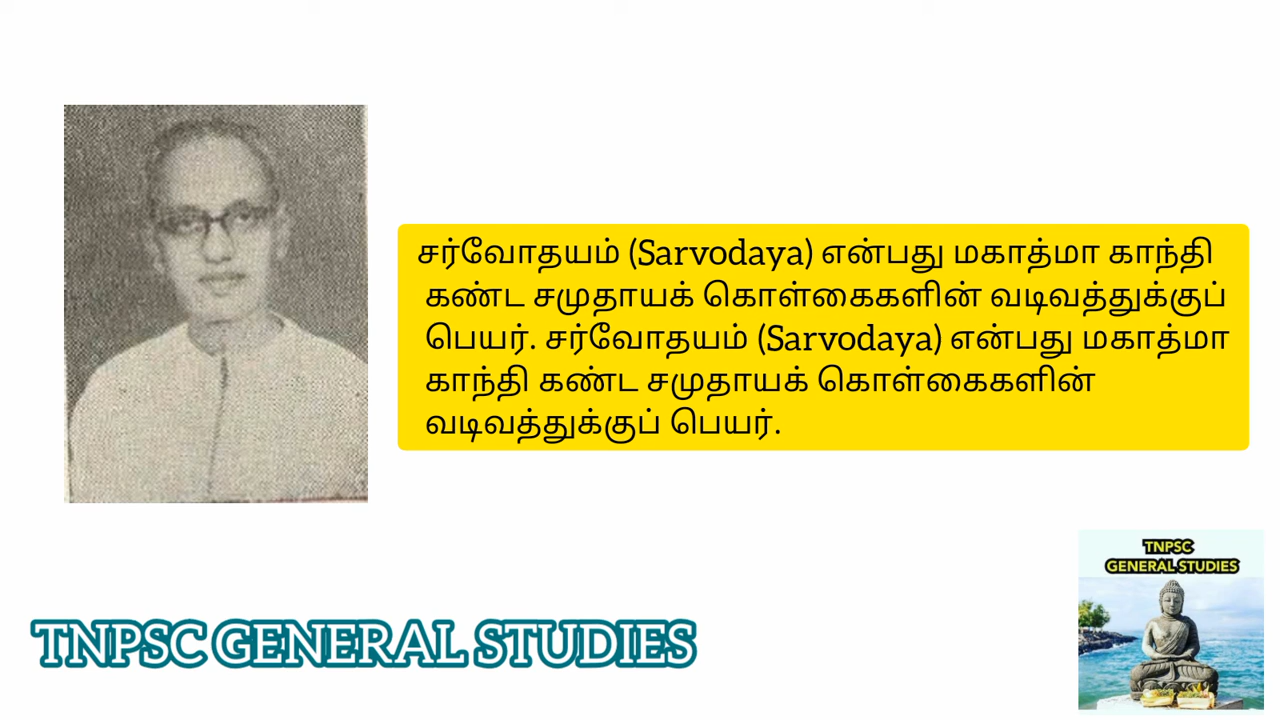 சர்வோதயம் (Sarvodaya) என்பது மகாத்மா காந்தி
கண்ட சமுதாயக் கொள்கைகளின் வடிவத்துக்குப்
பெயர். சர்வோதயம் (Sarvodaya) என்பது மகாத்மா
காந்தி கண்ட சமுதாயக் கொள்கைகளின்
வடிவத்துக்குப் பெயர்.
TNPSC
GENERAL STUDIES
TNPSC GENERAL STUDIES